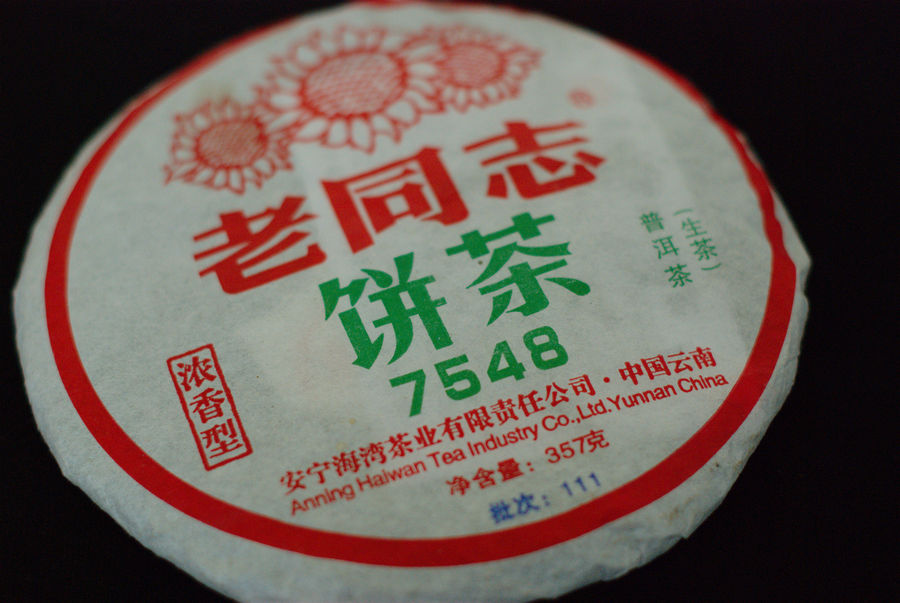 老同志
饼茶
7548
普洱茶
(生茶)
浓香型
安宁海湾茶业有限责任公司·中国云南
Anning Haiwan Tea Industry Co.,Ltd.Yunnan China
净含量：357克
批次：111